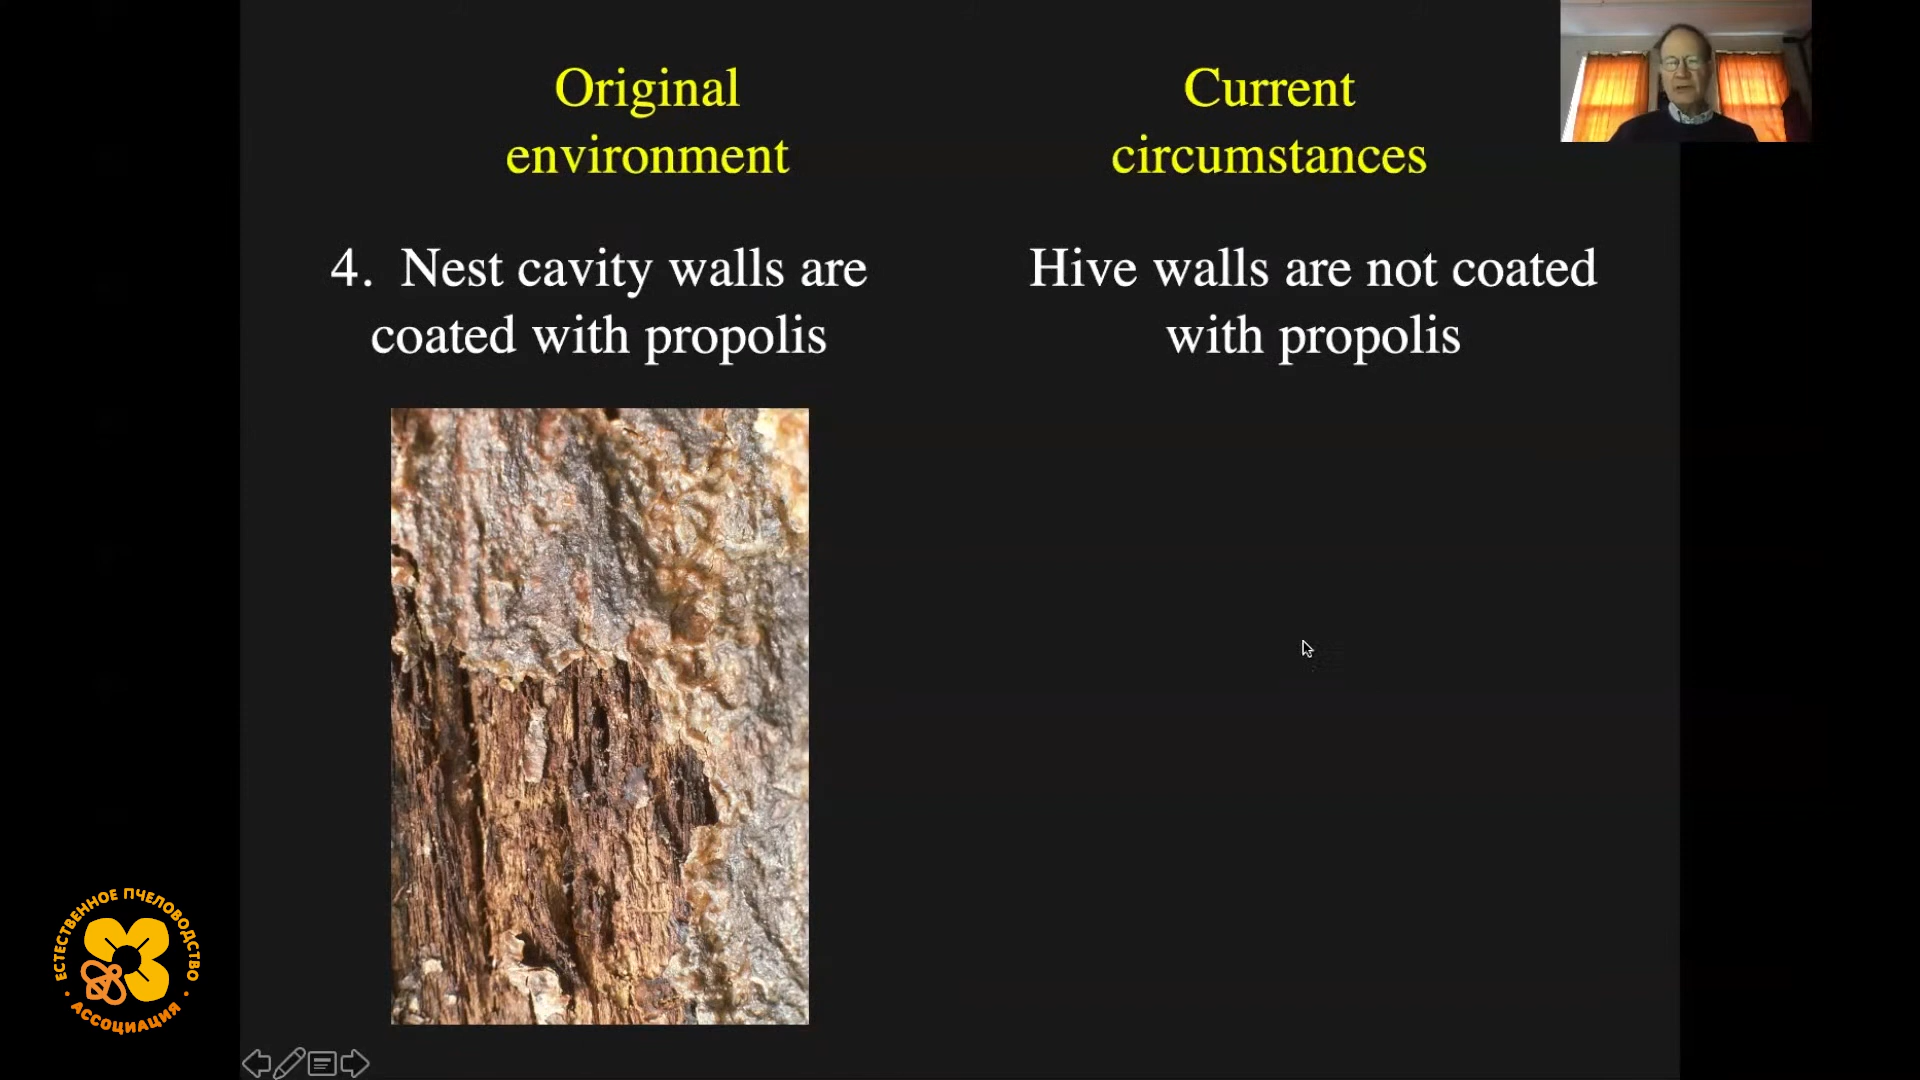 Original
environment
Current
circumstances
4. Nest cavity walls are
coated with propolis
Hive walls are not coated
with propolis
ЕСТЕСТВЕННОЕ ПЧЕЛОВОДСТВО
· АССОЦИАЦИЯ ·